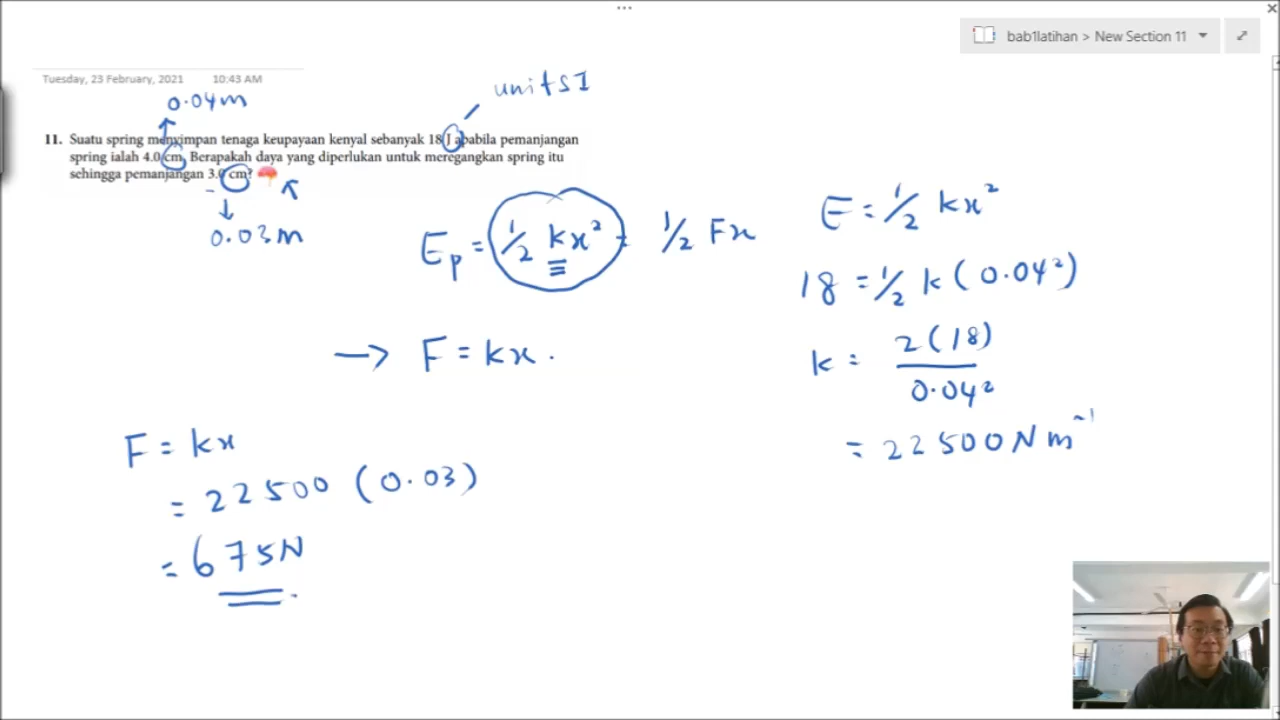 bab1latihan > New Section 11
Tuesday, 23 February, 2021 10:43 AM
unit SI
0.04m
11. Suatu spring menyimpan tenaga keupayaan kenyal sebanyak 18 J apabila pemanjangan
spring ialah 4.0 cm. Berapakah daya yang diperlukan untuk meregangkan spring itu
sehingga pemanjangan 3.0 cm?
0.03m
Ep = 1/2 kx² = 1/2 Fx
→ F = kx.
F = kx
= 22500 (0.03)
= 675N
E = 1/2 kx²
18 = 1/2 k(0.04²)
k = 2(18)
0.04²
= 22500 N m⁻¹